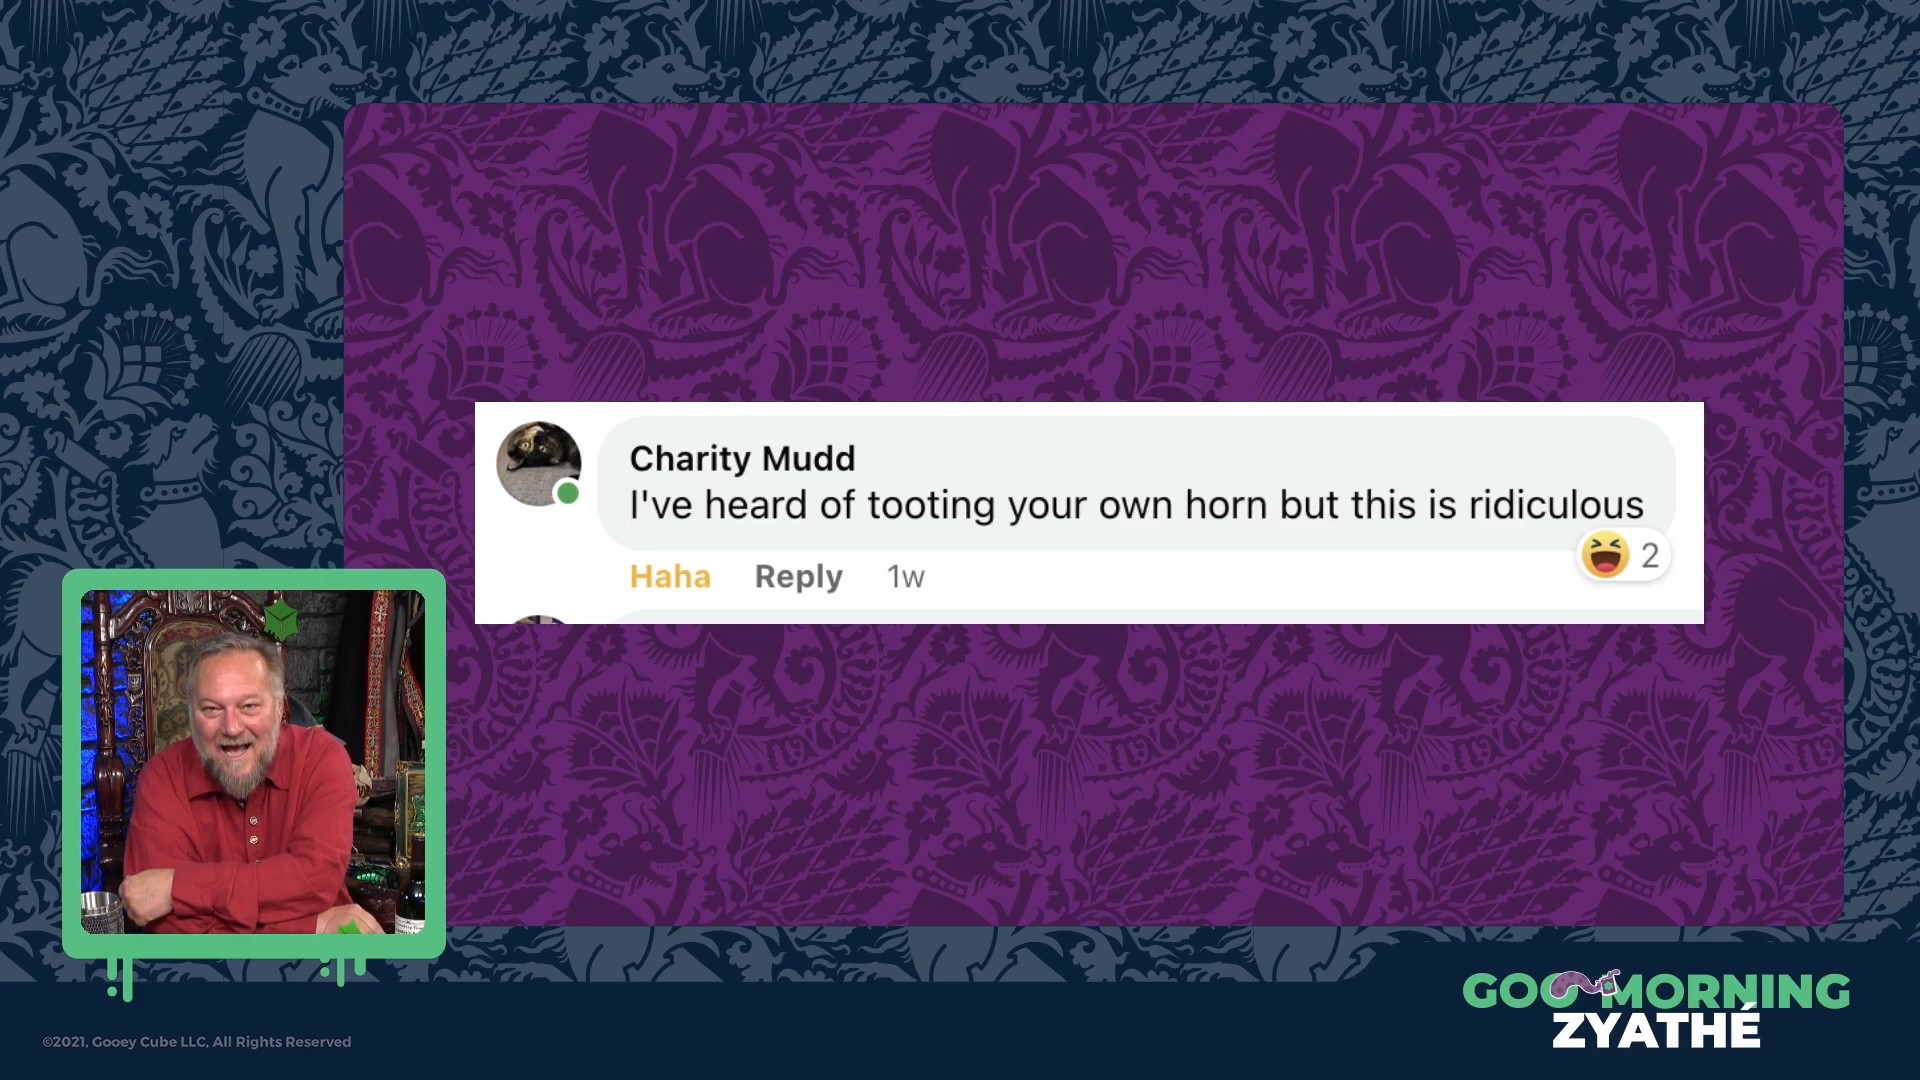 Charity Mudd
I've heard of tooting your own horn but this is ridiculous
2
Haha Reply 1w
GOO MORNING
ZYATHÉ
©2021, Gooey Cube LLC, All Rights Reserved